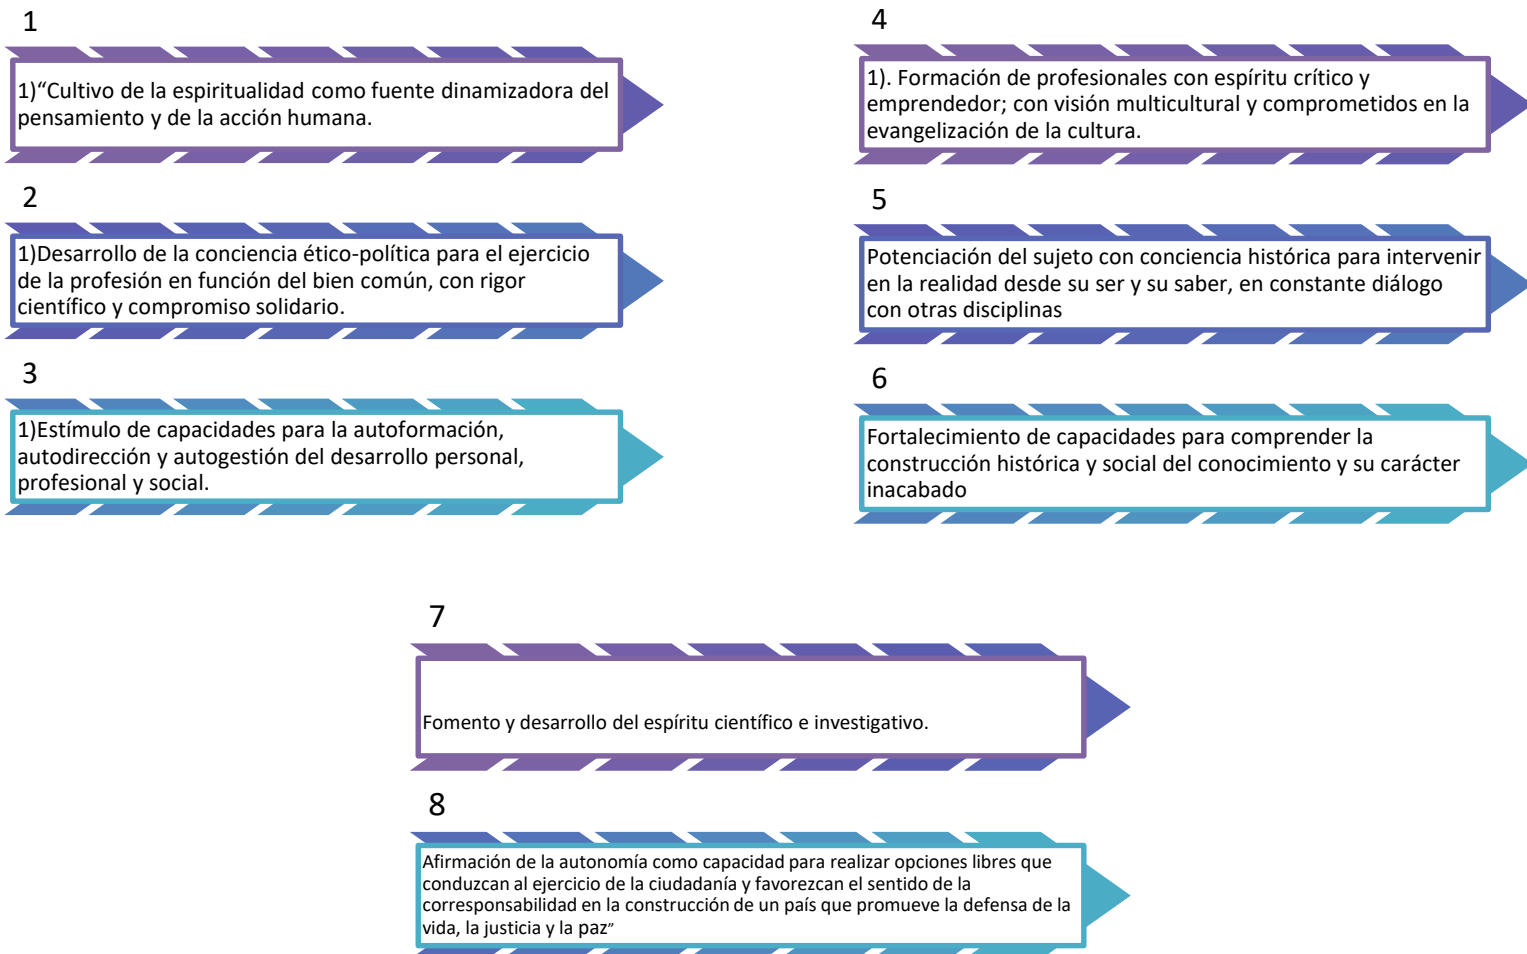 1
1)“Cultivo de la espiritualidad como fuente dinamizadora del
pensamiento y de la acción humana.
2
1)Desarrollo de la conciencia ético-política para el ejercicio
de la profesión en función del bien común, con rigor
científico y compromiso solidario.
3
1)Estímulo de capacidades para la autoformación,
autodirección y autogestión del desarrollo personal,
profesional y social.
4
1). Formación de profesionales con espíritu crítico y
emprendedor; con visión multicultural y comprometidos en la
evangelización de la cultura.
5
Potenciación del sujeto con conciencia histórica para intervenir
en la realidad desde su ser y su saber, en constante diálogo
con otras disciplinas
6
Fortalecimiento de capacidades para comprender la
construcción histórica y social del conocimiento y su carácter
inacabado
7
Fomento y desarrollo del espíritu científico e investigativo.
8
Afirmación de la autonomía como capacidad para realizar opciones libres que
conduzcan al ejercicio de la ciudadanía y favorezcan el sentido de la
corresponsabilidad en la construcción de un país que promueve la defensa de la
vida, la justicia y la paz”